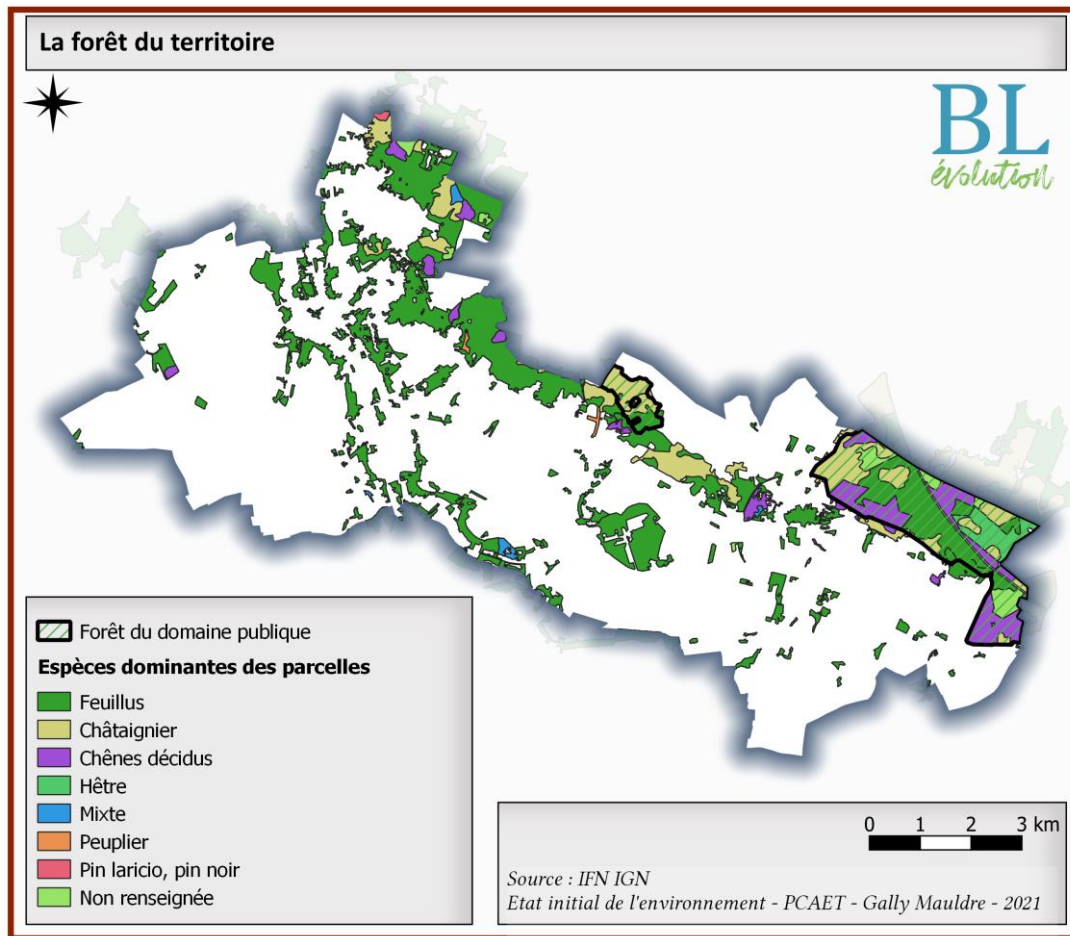 La forêt du territoire
BL
évolution
Forêt du domaine publique
Espèces dominantes des parcelles
Feuillus
Châtaignier
Chênes décidus
Hêtre
Mixte
Peuplier
Pin laricio, pin noir
Non renseignée
0 1 2 3 km
Source : IFN IGN
Etat initial de l'environnement - PCAET - Gally Mauldre - 2021